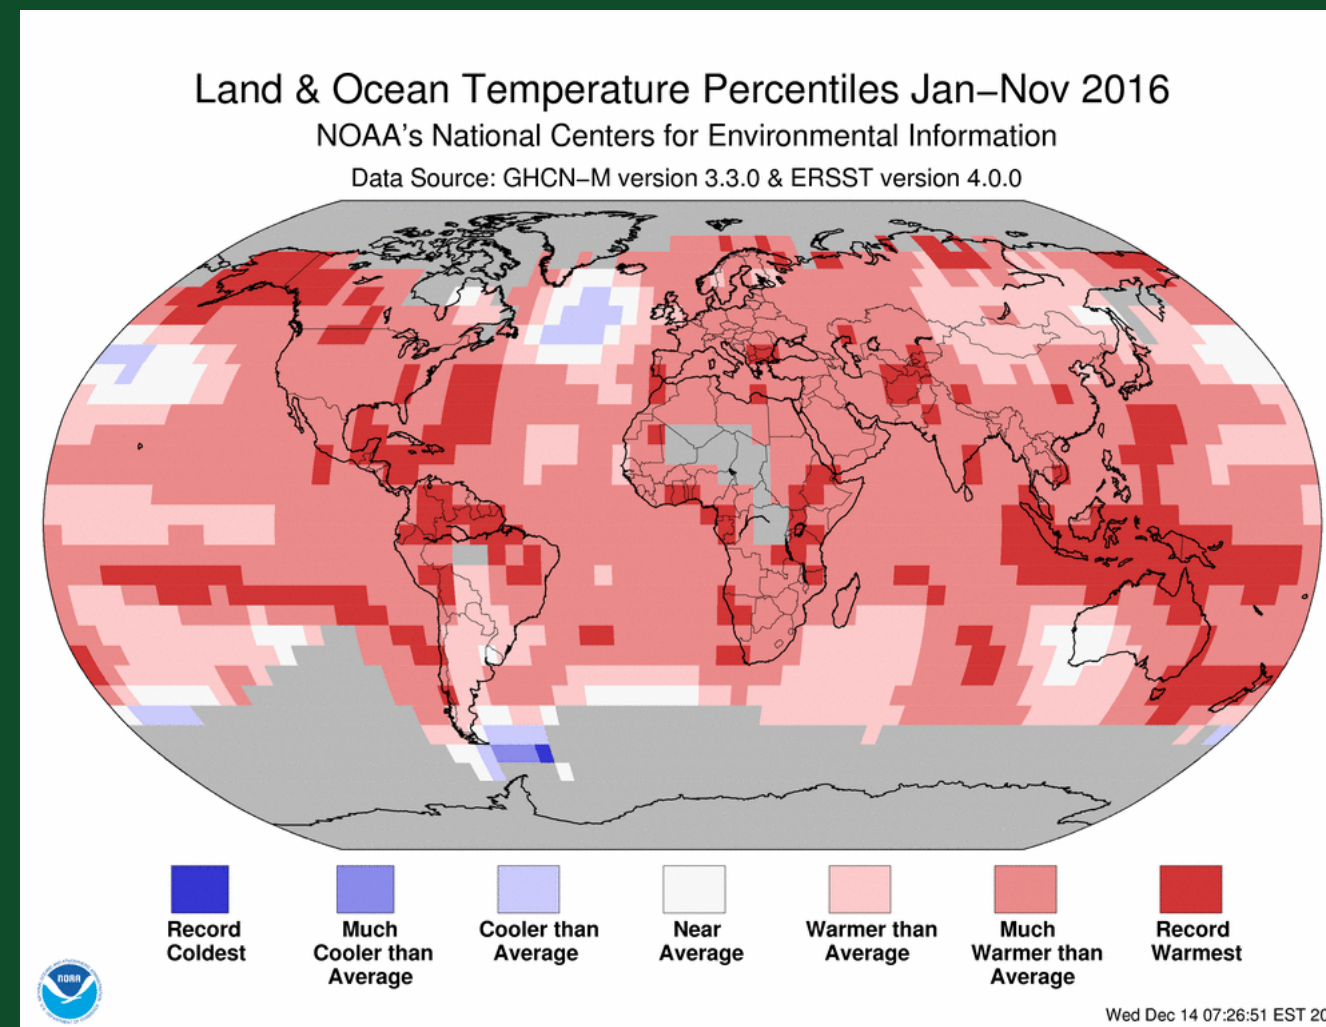 Land & Ocean Temperature Percentiles Jan–Nov 2016
NOAA's National Centers for Environmental Information
Data Source: GHCN–M version 3.3.0 & ERSST version 4.0.0
Record
Coldest
Much
Cooler than
Average
Cooler than
Average
Near
Average
Warmer than
Average
Much
Warmer than
Average
Record
Warmest
NOAA
Wed Dec 14 07:26:51 EST 20